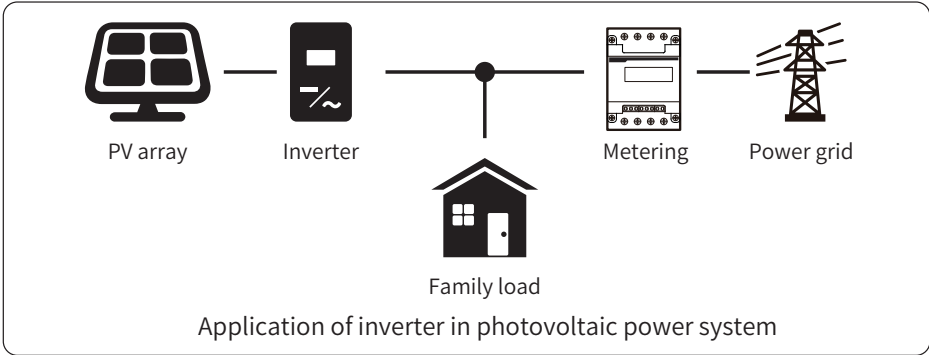 PV array
Inverter
Metering
Power grid
Family load
Application of inverter in photovoltaic power system